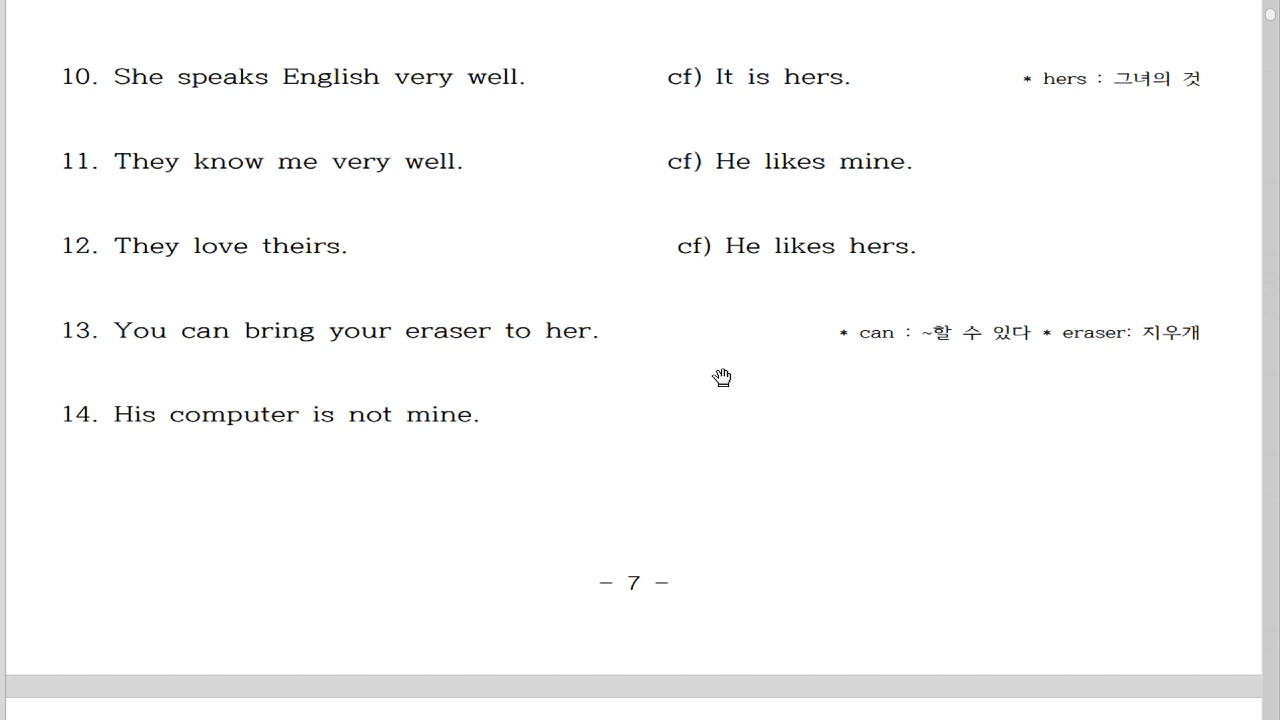 10. She speaks English very well. cf) It is hers. * hers : 그녀의 것
11. They know me very well. cf) He likes mine.
12. They love theirs. cf) He likes hers.
13. You can bring your eraser to her. * can : ~할 수 있다 * eraser: 지우개
14. His computer is not mine.
- 7 -